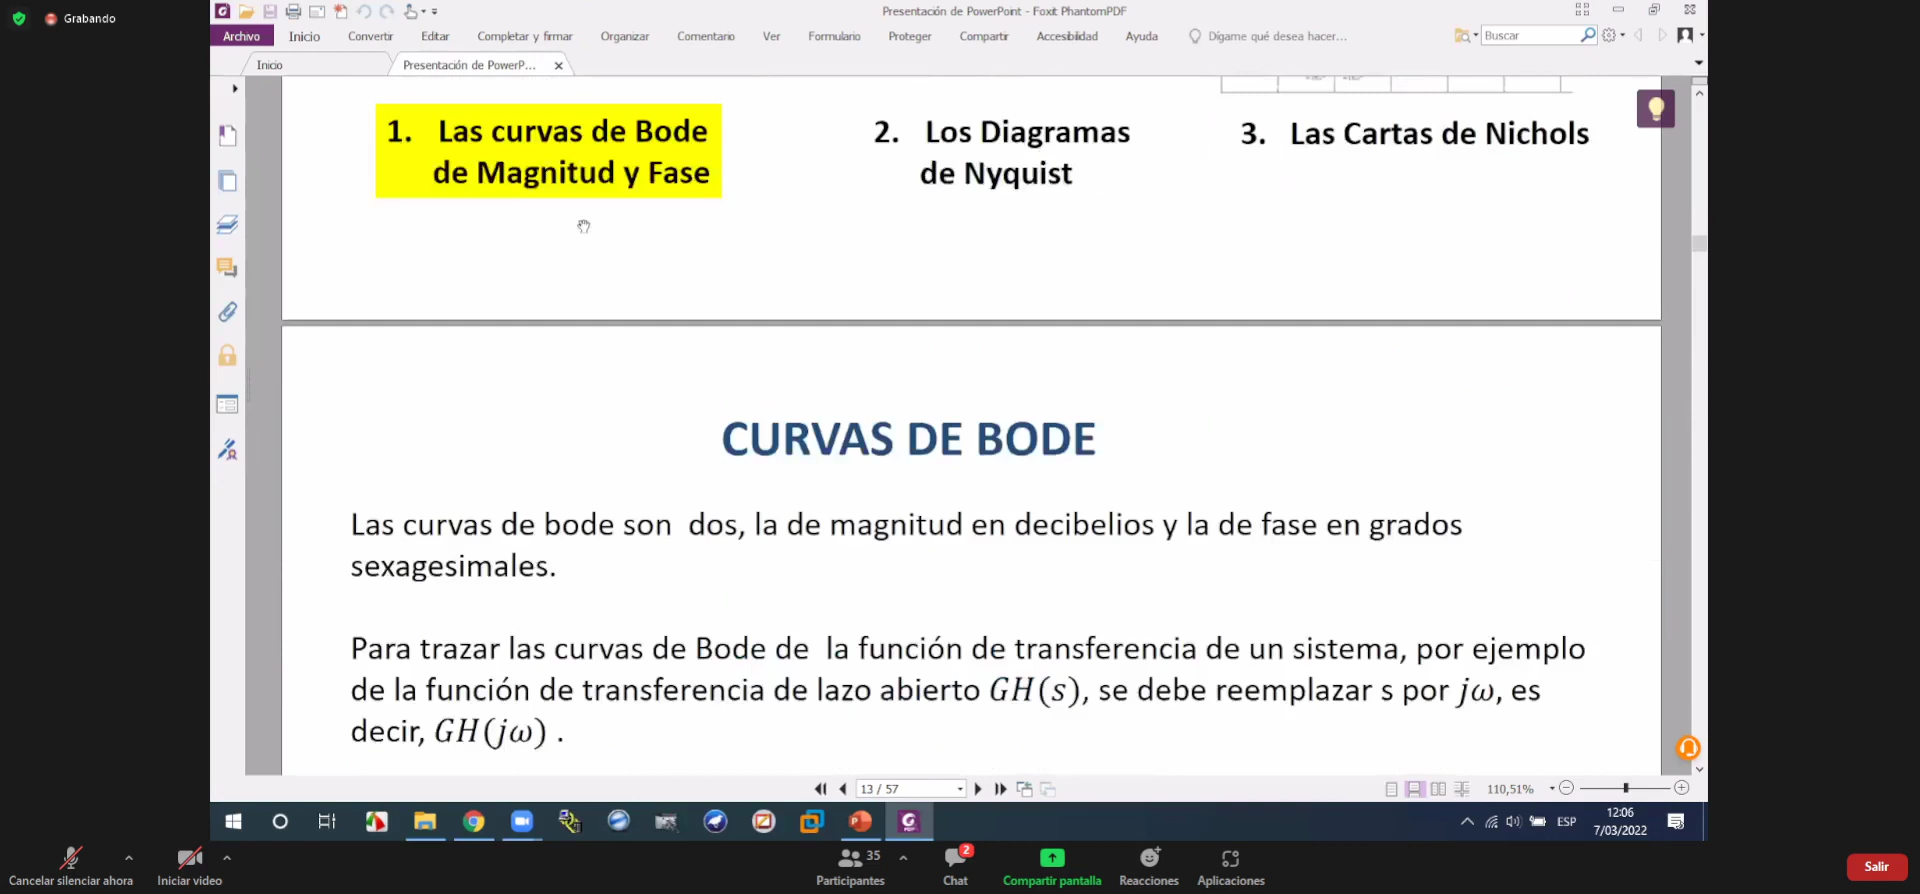 Grabando
Presentación de PowerPoint - Foxit PhantomPDF
Archivo Inicio Convertir Editar Completar y firmar Organizar Comentario Ver Formulario Proteger Compartir Accesibilidad Ayuda Dígame qué desea hacer... Buscar
Inicio Presentación de PowerP...
1. Las curvas de Bode
de Magnitud y Fase
2. Los Diagramas
de Nyquist
3. Las Cartas de Nichols
CURVAS DE BODE
Las curvas de bode son dos, la de magnitud en decibelios y la de fase en grados
sexagesimales.
Para trazar las curvas de Bode de la función de transferencia de un sistema, por ejemplo
de la función de transferencia de lazo abierto GH(s), se debe reemplazar s por jω, es
decir, GH(jω) .
13 / 57 110,51%
ESP 12:06
7/03/2022
Cancelar silenciar ahora Iniciar video 35 Participantes 2 Chat Compartir pantalla Reacciones Aplicaciones Salir